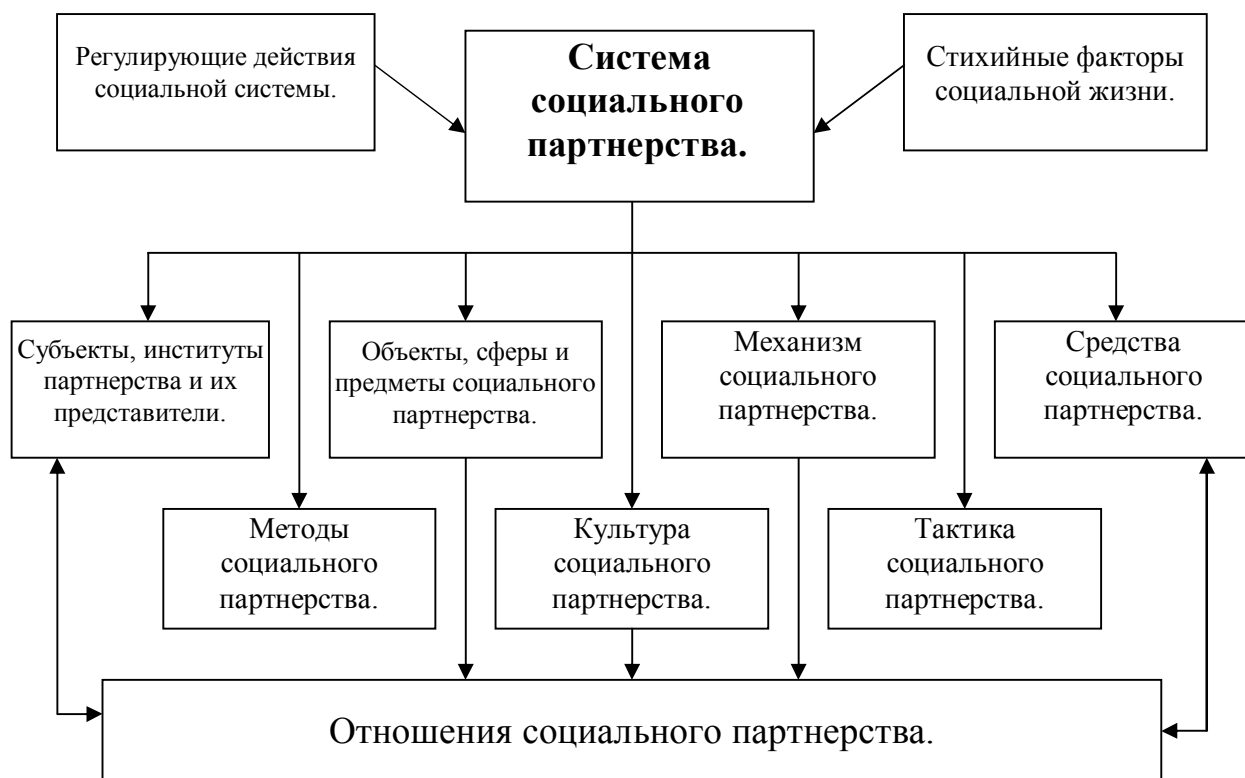 Регулирующие действия
социальной системы.
Система
социального
партнерства.
Стихийные факторы
социальной жизни.
Субъекты, институты
партнерства и их
представители.
Объекты, сферы и
предметы социального
партнерства.
Механизм
социального
партнерства.
Средства
социального
партнерства.
Методы
социального
партнерства.
Культура
социального
партнерства.
Тактика
социального
партнерства.
Отношения социального партнерства.